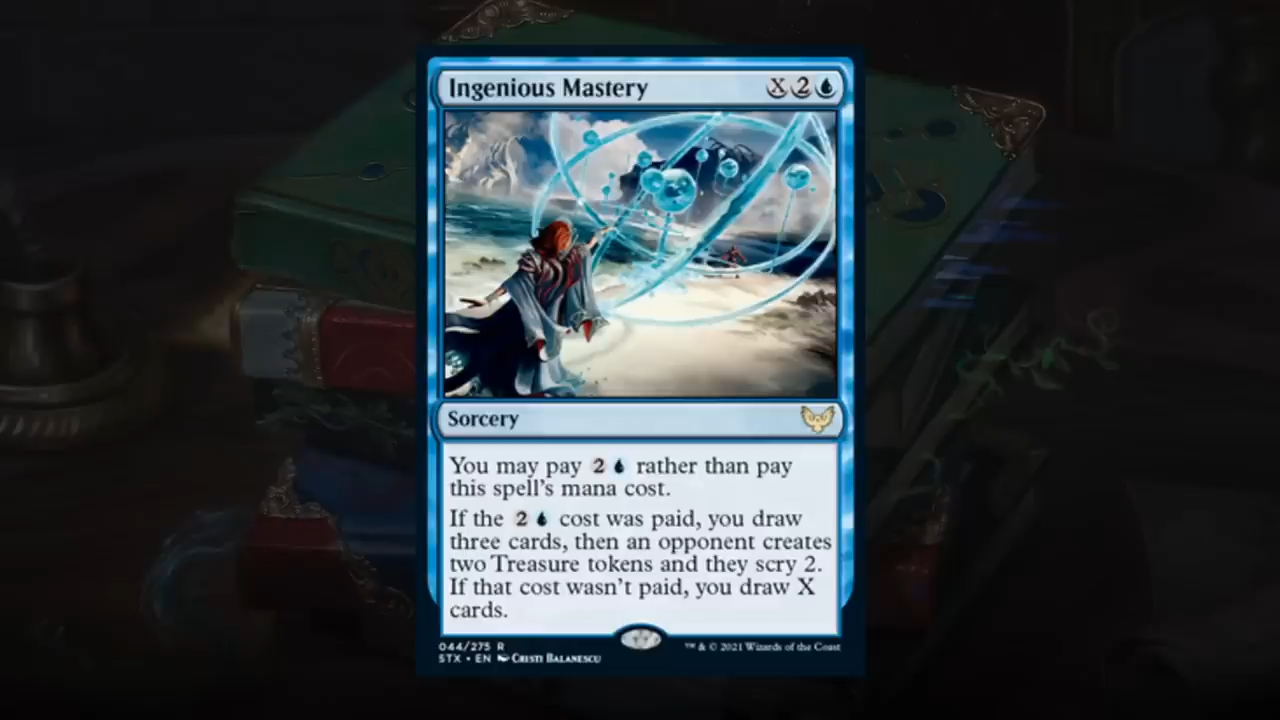 Ingenious Mastery X2
Sorcery
You may pay 2 rather than pay
this spell's mana cost.
If the 2 cost was paid, you draw
three cards, then an opponent creates
two Treasure tokens and they scry 2.
If that cost wasn't paid, you draw X
cards.
044/275 R
STX • EN Cristi Balanescu
™ & © 2021 Wizards of the Coast